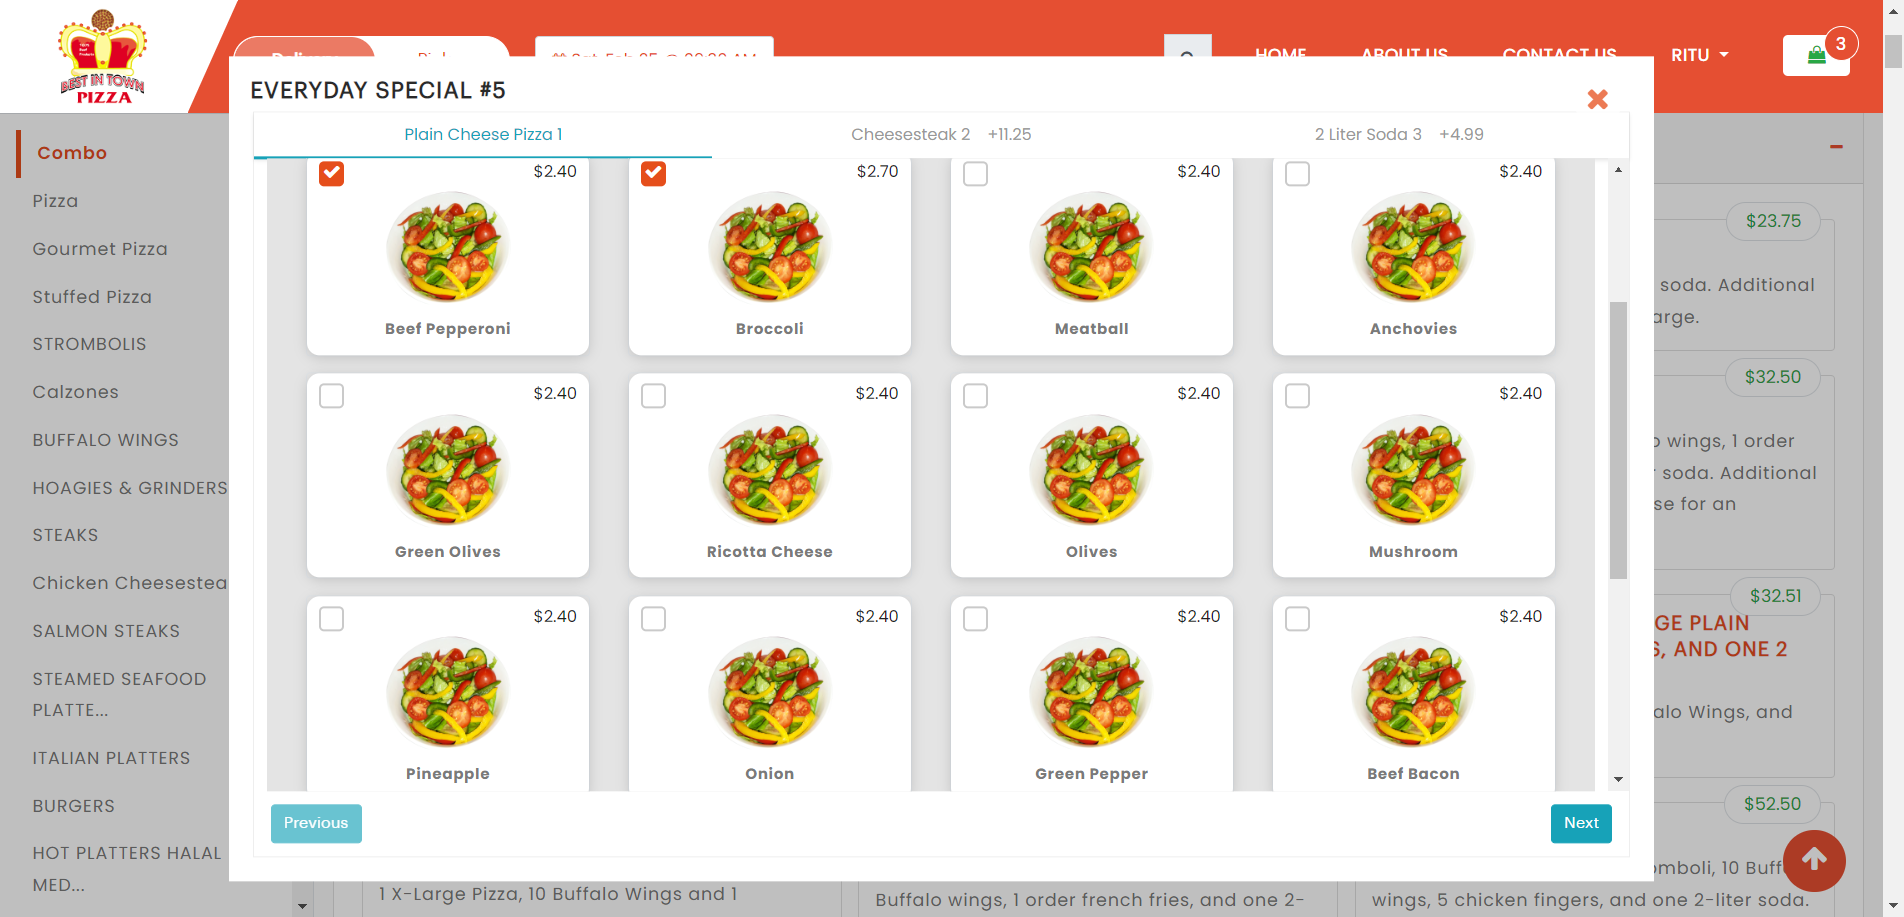 BEST IN TOWN
PIZZA
HOME
ABOUT US
CONTACT US
RITU
3
EVERYDAY SPECIAL #5
Plain Cheese Pizza 1
Cheesesteak 2 +11.25
2 Liter Soda 3 +4.99
Combo
Pizza
Gourmet Pizza
Stuffed Pizza
STROMBOLIS
Calzones
BUFFALO WINGS
HOAGIES & GRINDERS
STEAKS
Chicken Cheesestea
SALMON STEAKS
STEAMED SEAFOOD
PLATTE...
ITALIAN PLATTERS
BURGERS
HOT PLATTERS HALAL
MED...
$2.40
Beef Pepperoni
$2.70
Broccoli
$2.40
Meatball
$2.40
Anchovies
$2.40
Green Olives
$2.40
Ricotta Cheese
$2.40
Olives
$2.40
Mushroom
$2.40
Pineapple
$2.40
Onion
$2.40
Green Pepper
$2.40
Beef Bacon
Previous
Next
$23.75
soda. Additional
arge.
$32.50
wings, 1 order
soda. Additional
se for an
$32.51
GE PLAIN
S, AND ONE 2
alo Wings, and
$52.50
1 X-Large Pizza, 10 Buffalo Wings and 1
Buffalo wings, 1 order french fries, and one 2-
omboli, 10 Buff
wings, 5 chicken fingers, and one 2-liter soda.